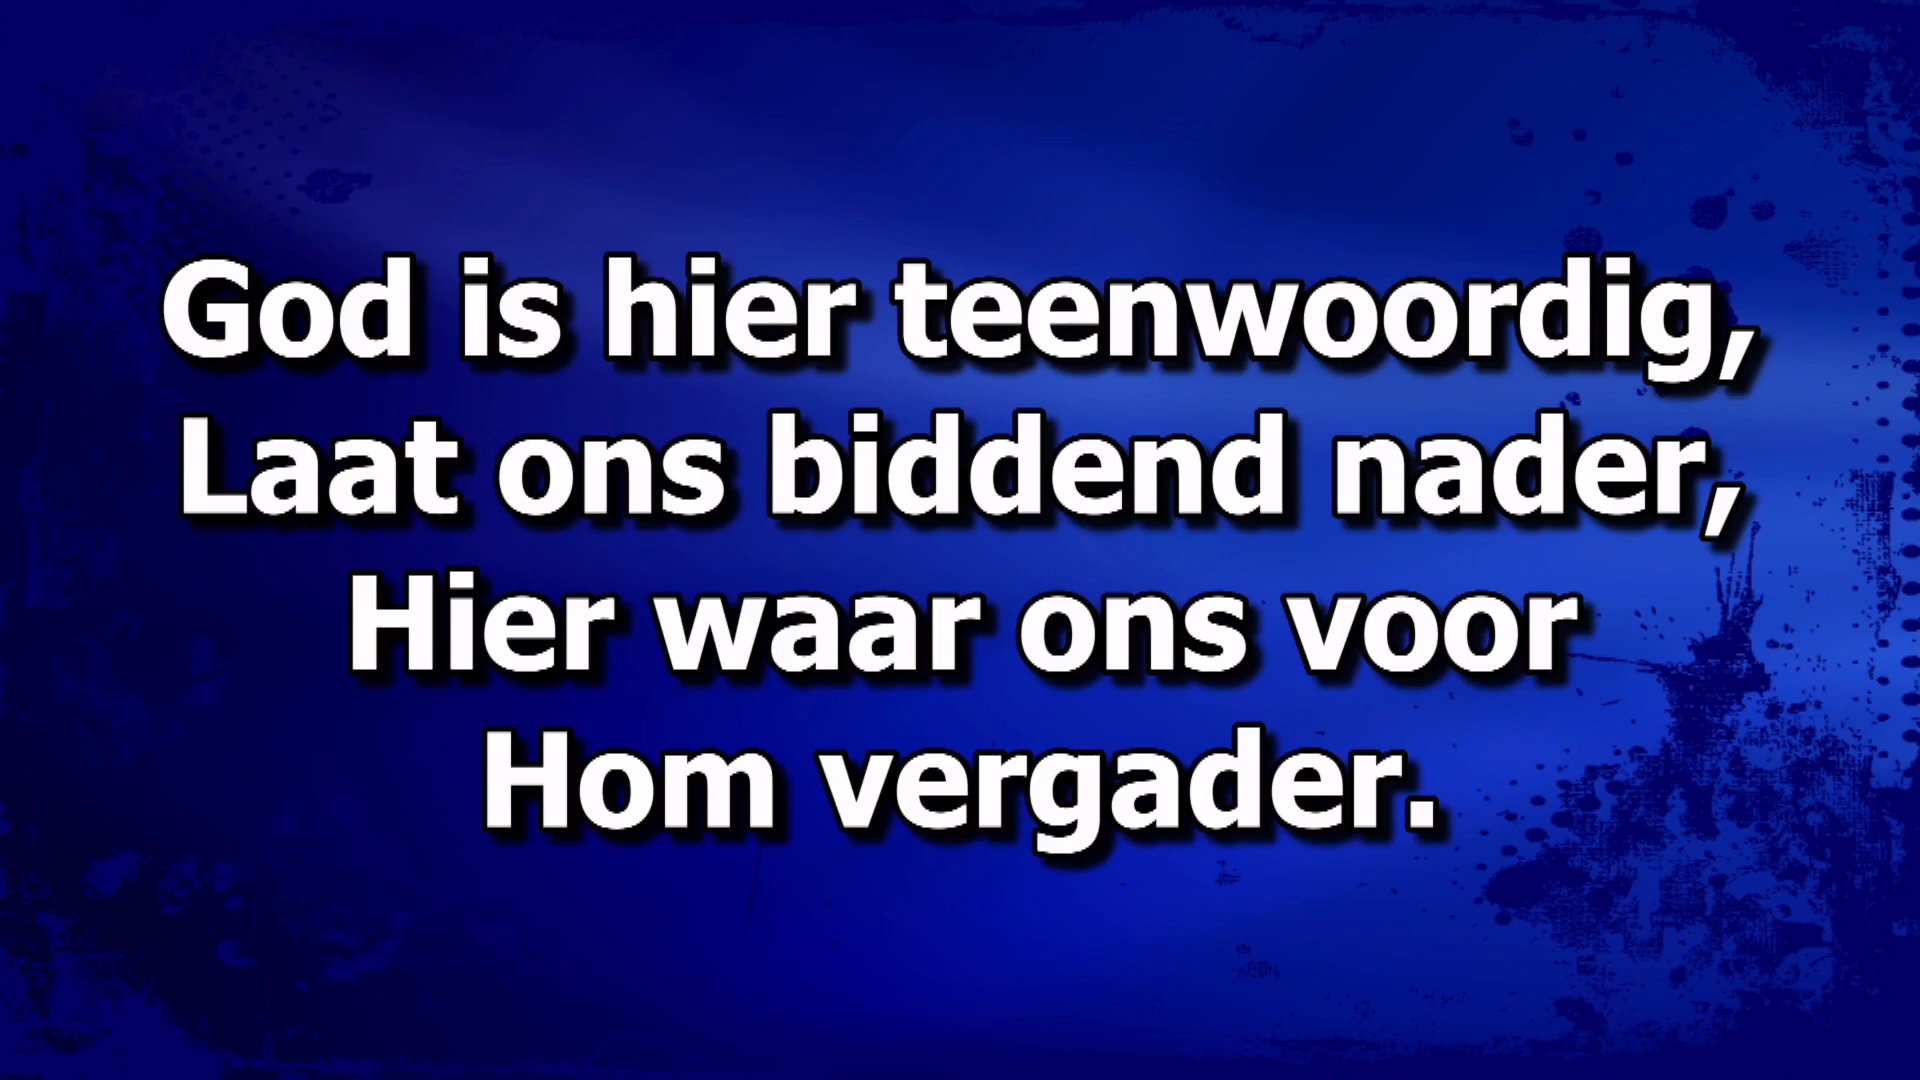 God is hier teenwoordig,
Laat ons biddend nader,
Hier waar ons voor
Hom vergader.